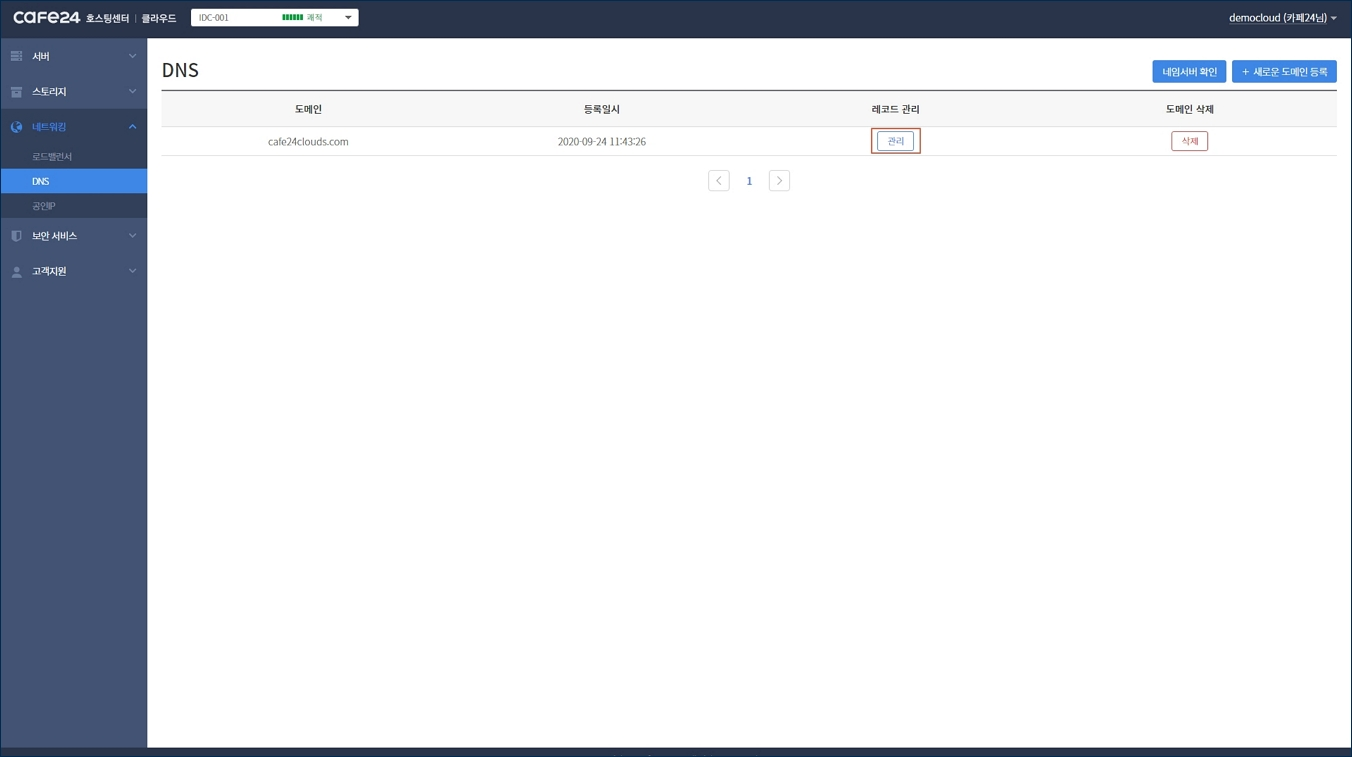 cafe24 호스팅센터 | 클라우드
IDC-001 쾌적
democloud (카페24님)
서버
스토리지
네트워킹
로드밸런서
DNS
공인IP
보안 서비스
고객지원
DNS
네임서버 확인
+ 새로운 도메인 등록
도메인 등록일시 레코드 관리 도메인 삭제
cafe24clouds.com 2020-09-24 11:43:26 관리 삭제
< 1 >